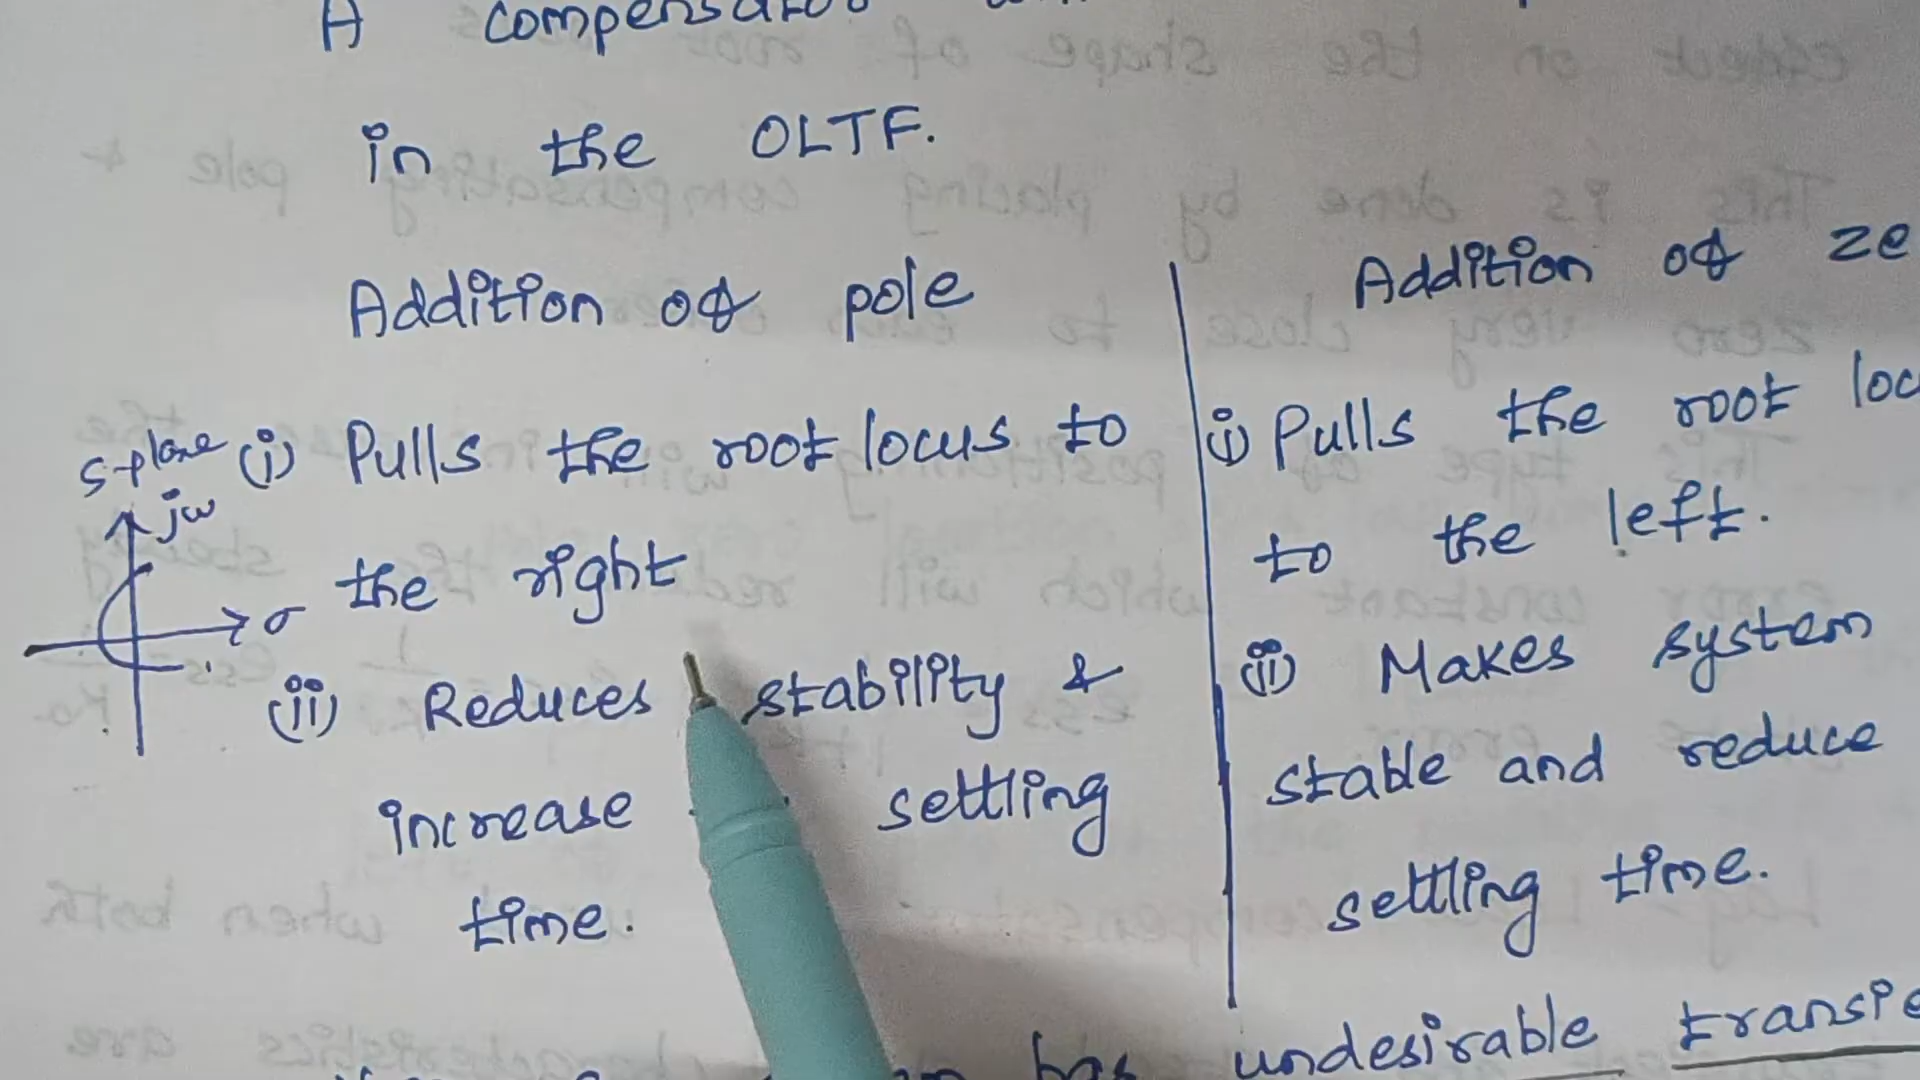 A compensator
in the OLTF.
Addition of pole
S-plane
jω
σ
(i) Pulls the root locus to
the right
(ii) Reduces stability &
increase settling
time.
Addition of ze
(i) Pulls the root loc
to the left.
(ii) Makes system
stable and reduce
settling time.
has undesirable transie